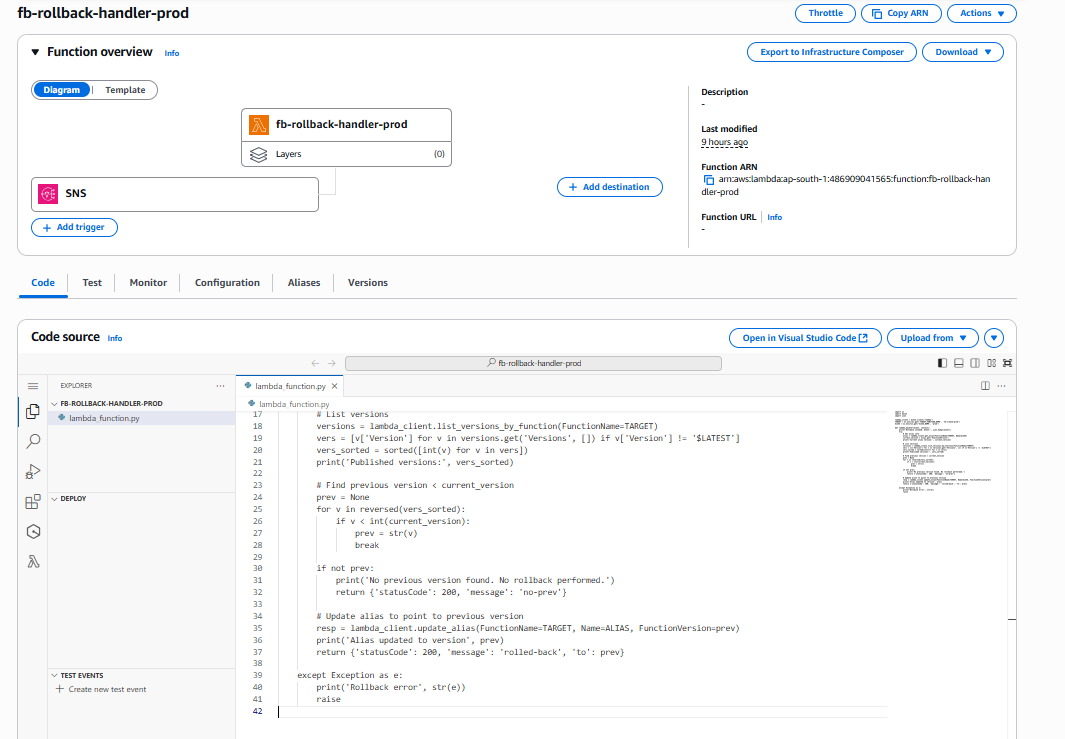 fb-rollback-handler-prod
Throttle
Copy ARN
Actions
Function overview
Info
Export to Infrastructure Composer
Download
Diagram
Template
fb-rollback-handler-prod
Layers
(0)
SNS
Add trigger
Add destination
Description
-
Last modified
9 hours ago
Function ARN
arn:aws:lambda:ap-south-1:486909041565:function:fb-rollback-han
dler-prod
Function URL
Info
-
Code
Test
Monitor
Configuration
Aliases
Versions
Code source
Info
Open in Visual Studio Code
Upload from
fb-rollback-handler-prod
EXPLORER
FB-ROLLBACK-HANDLER-PROD
lambda_function.py
DEPLOY
TEST EVENTS
Create new test event
lambda_function.py
lambda_function.py
17 # List versions
18 versions = lambda_client.list_versions_by_function(FunctionName=TARGET)
19 vers = [v['Version'] for v in versions.get('Versions', []) if v['Version'] != '$LATEST']
20 vers_sorted = sorted([int(v) for v in vers])
21 print('Published versions:', vers_sorted)
22
23 # Find previous version < current_version
24 prev = None
25 for v in reversed(vers_sorted):
26 if v < int(current_version):
27 prev = str(v)
28 break
29
30 if not prev:
31 print('No previous version found. No rollback performed.')
32 return {'statusCode': 200, 'message': 'no-prev'}
33
34 # Update alias to point to previous version
35 resp = lambda_client.update_alias(FunctionName=TARGET, Name=ALIAS, FunctionVersion=prev)
36 print('Alias updated to version', prev)
37 return {'statusCode': 200, 'message': 'rolled-back', 'to': prev}
38
39 except Exception as e:
40 print('Rollback error', str(e))
41 raise
42